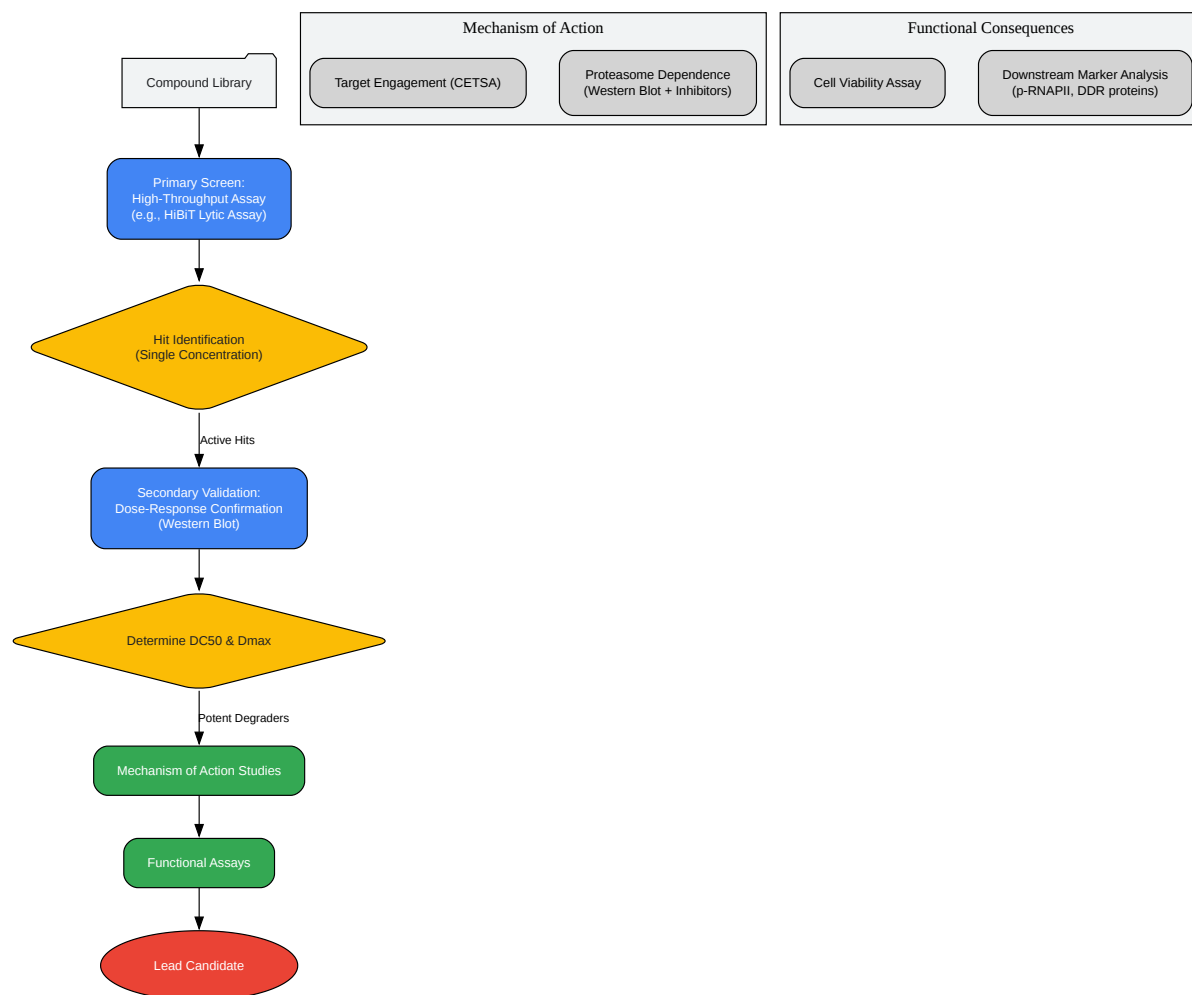 Compound Library
Primary Screen:
High-Throughput Assay
(e.g., HiBiT Lytic Assay)
Hit Identification
(Single Concentration)
Active Hits
Secondary Validation:
Dose-Response Confirmation
(Western Blot)
Determine DC50 & Dmax
Potent Degraders
Mechanism of Action Studies
Functional Assays
Lead Candidate
Mechanism of Action
Target Engagement (CETSA)
Proteasome Dependence
(Western Blot + Inhibitors)
Functional Consequences
Cell Viability Assay
Downstream Marker Analysis
(p-RNAPII, DDR proteins)